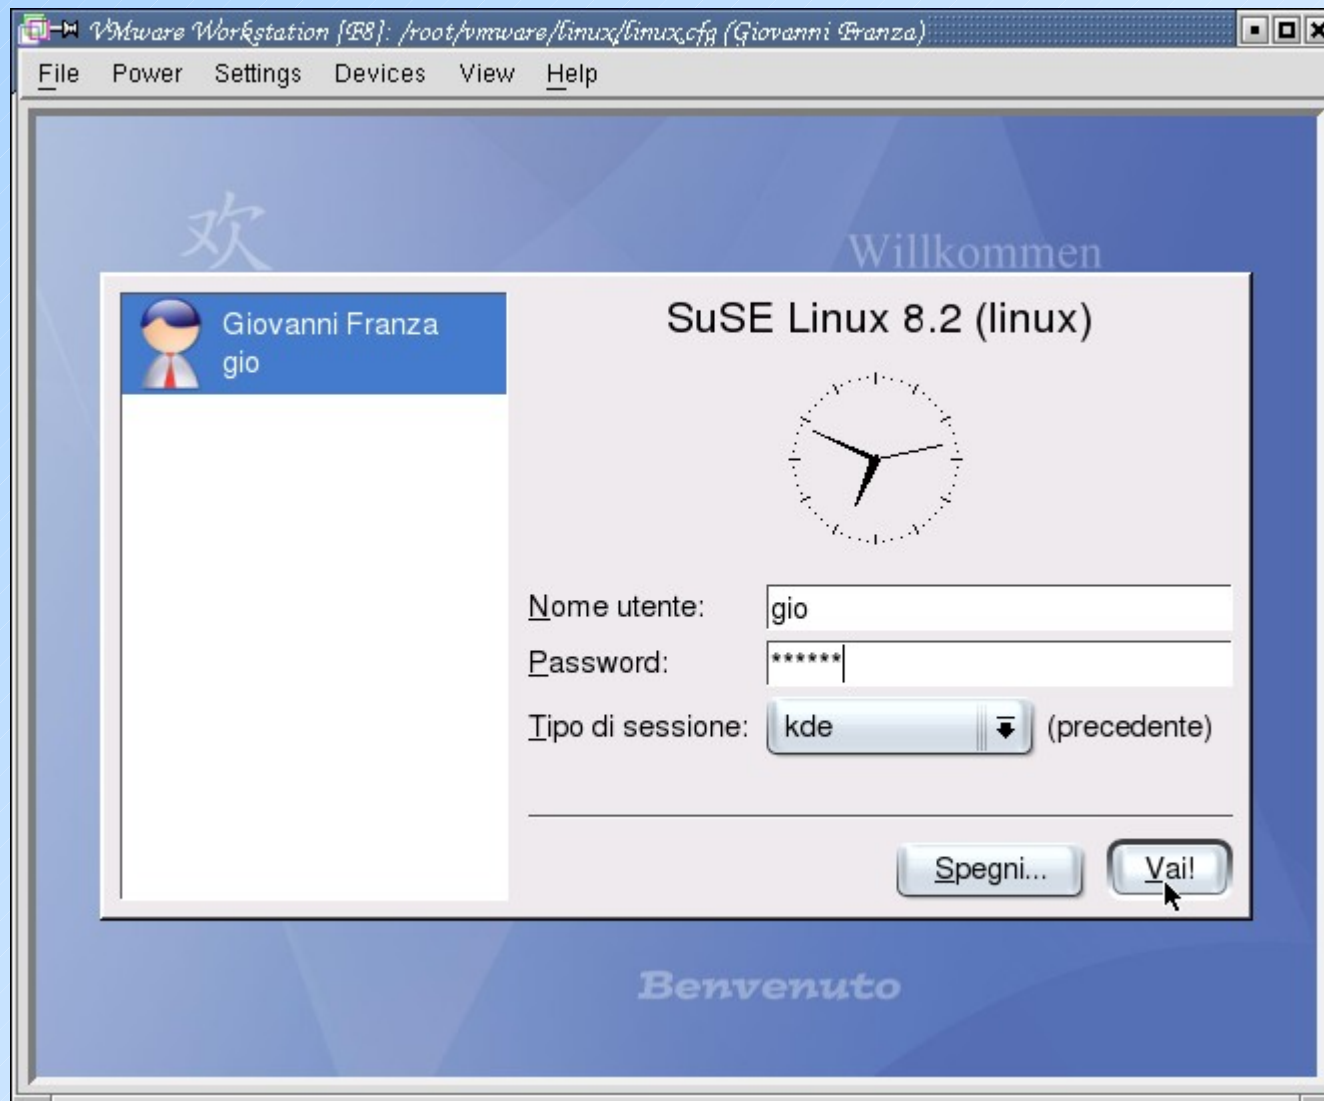 VMware Workstation [F8]: /root/vmware/linux/linux.cfg (Giovanni Franza)
File Power Settings Devices View Help
欢
Willkommen
Giovanni Franza
gio
SuSE Linux 8.2 (linux)
Nome utente: gio
Password: ******
Tipo di sessione: kde (precedente)
Spegni... Vai!
Benvenuto